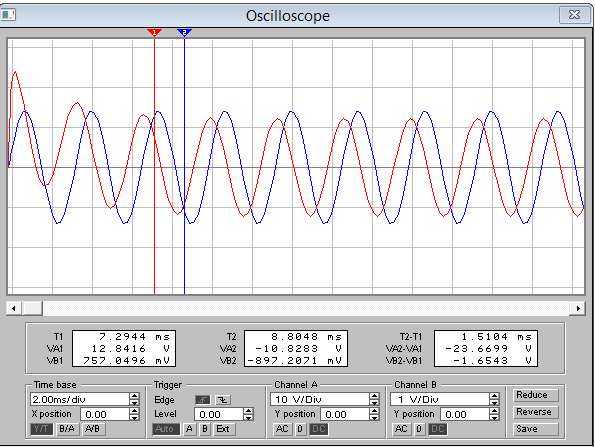 Oscilloscope
1 2
T1 7.2944 ms T2 8.8048 ms T2-T1 1.5104 ms
VA1 12.8416 V VA2 -10.8283 V VA2-VA1 -23.6699 V
VB1 757.0496 mV VB2 -897.2071 mV VB2-VB1 -1.6543 V
Time base Trigger Channel A Channel B Reduce
2.00ms/div Edge 10 V/Div 1 V/Div Reverse
X position 0.00 Level 0.00 Y position 0.00 Y position 0.00
Y/T B/A A/B Auto A B Ext AC 0 DC AC 0 DC Save